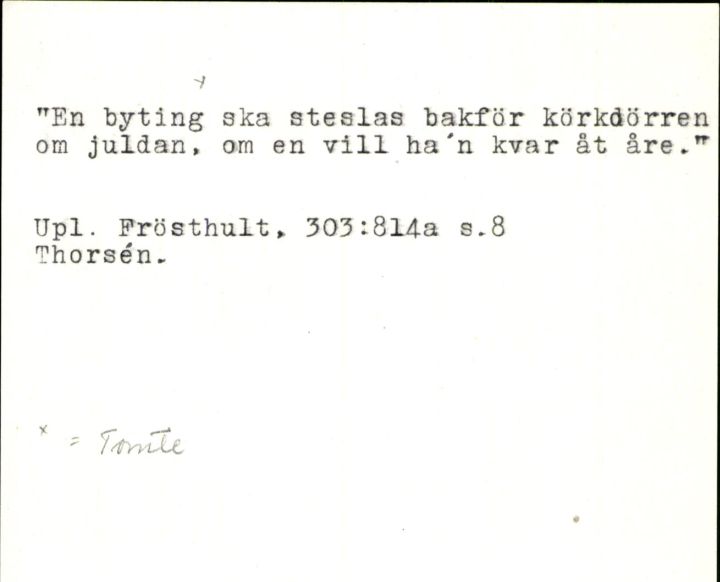 "En byting ska steslas bakför körkdörren
om juldan, om en vill ha'n kvar åt åre."
Upl. Frösthult, 303:814a s.8
Thorsén.
x = Tomte